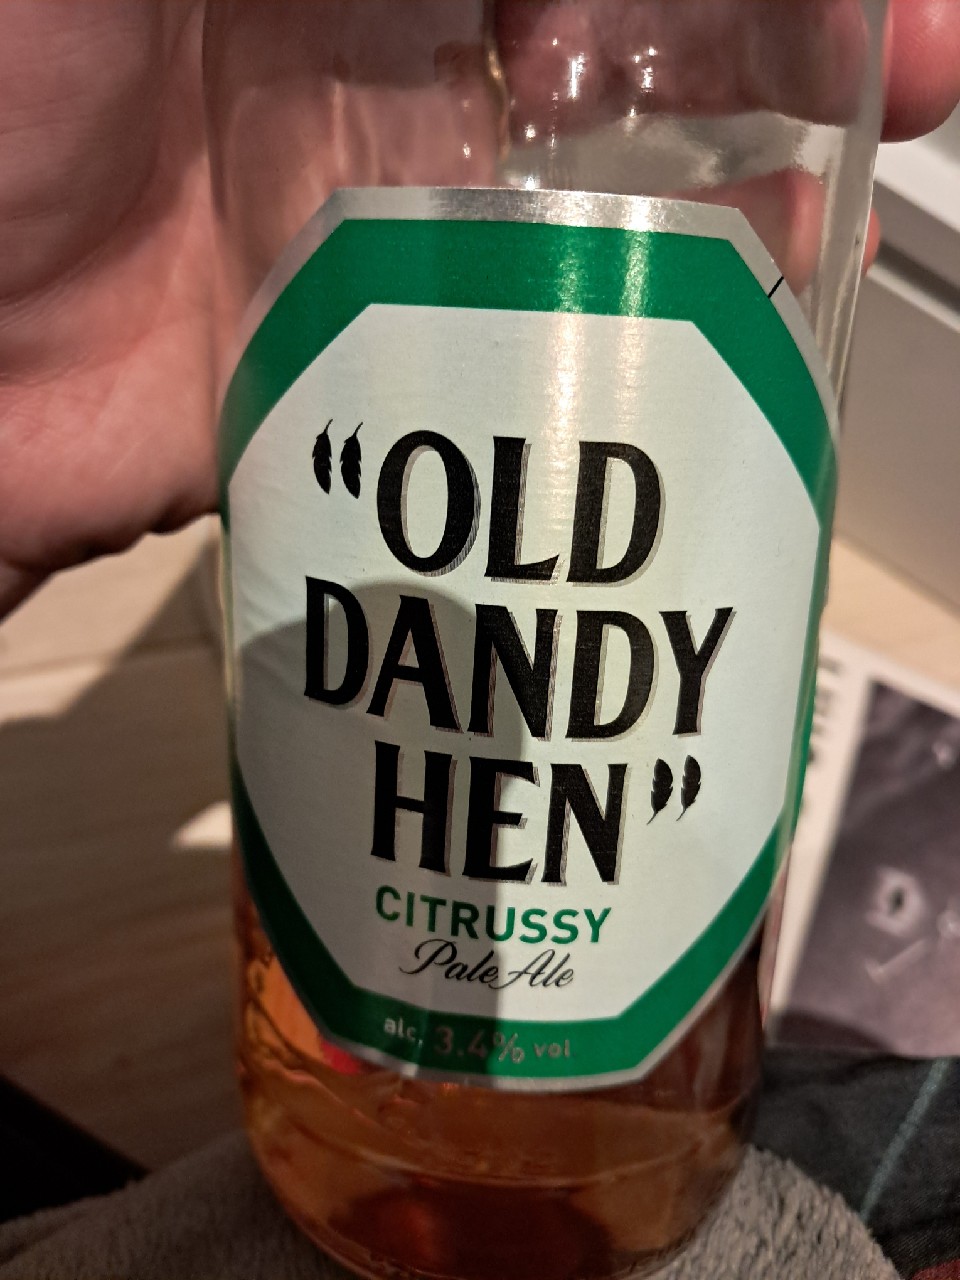 “OLD
DANDY
HEN”
CITRUSSY
Pale Ale
alc. 3.4% vol